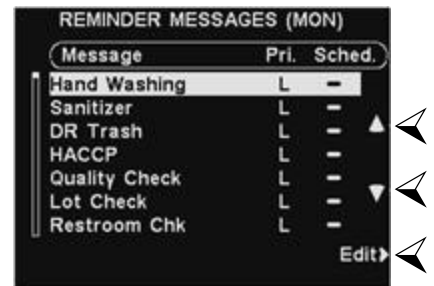 REMINDER MESSAGES (MON)
Message Pri. Sched.
Hand Washing L –
Sanitizer L –
DR Trash L –
HACCP L –
Quality Check L –
Lot Check L –
Restroom Chk L –
Edit